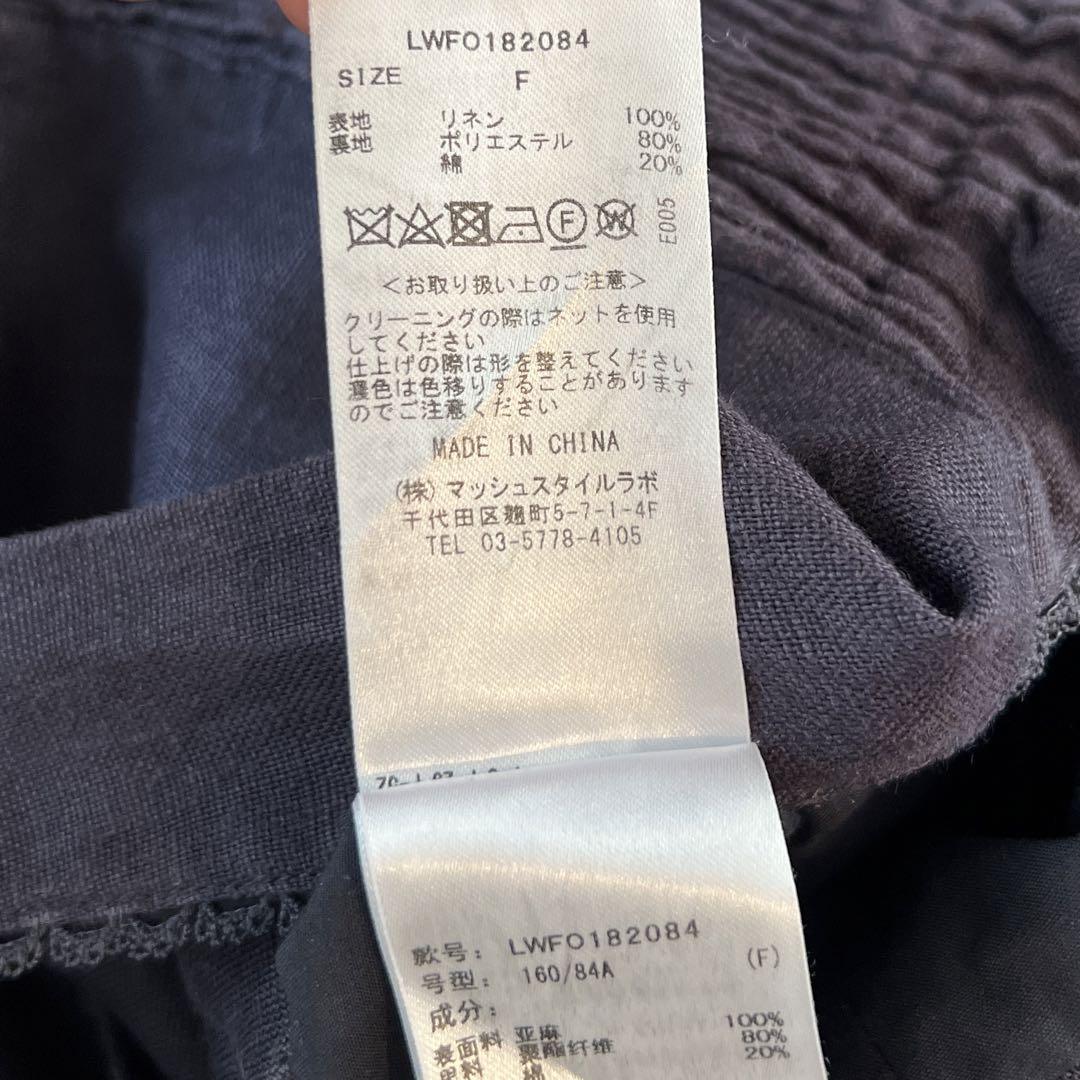 LWFO182084
SIZE F
表地 リネン 100%
裏地 ポリエステル 80%
綿 20%
F W
E005
<お取り扱い上のご注意>
クリーニングの際はネットを使用
してください
仕上げの際は形を整えてください
濃色は色移りすることがあります
のでご注意ください
MADE IN CHINA
(株)マッシュスタイルラボ
千代田区麹町5-7-1-4F
TEL 03-5778-4105
款号: LWFO182084
号型: 160/84A (F)
成分:
表面料 亚麻 100%
聚酯纤维 80%
棉 20%